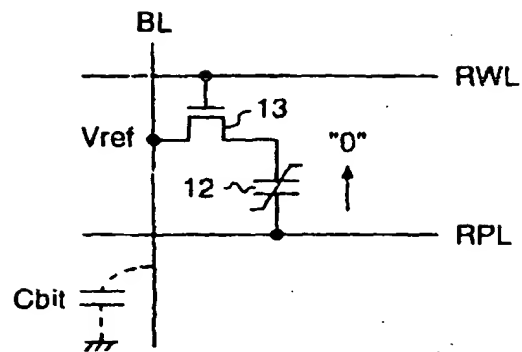 BL
RWL
13
Vref
"0"
12
RPL
Cbit